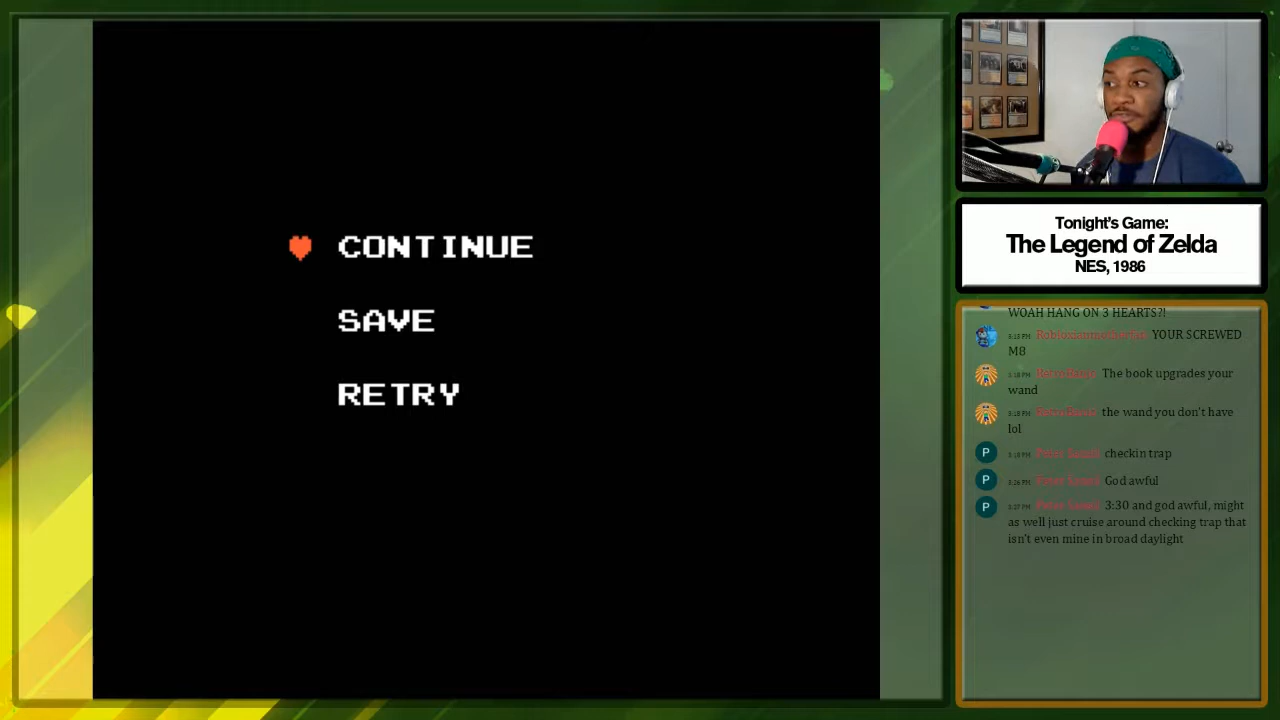 CONTINUE
SAVE
RETRY
Tonight's Game:
The Legend of Zelda
NES, 1986
WOAH HANG ON 3 HEARTS?!
YOUR SCREWED
M8
The book upgrades your
wand
the wand you don't have
lol
P checkin trap
P God awful
P 3:30 and god awful, might
as well just cruise around checking trap that
isn't even mine in broad daylight